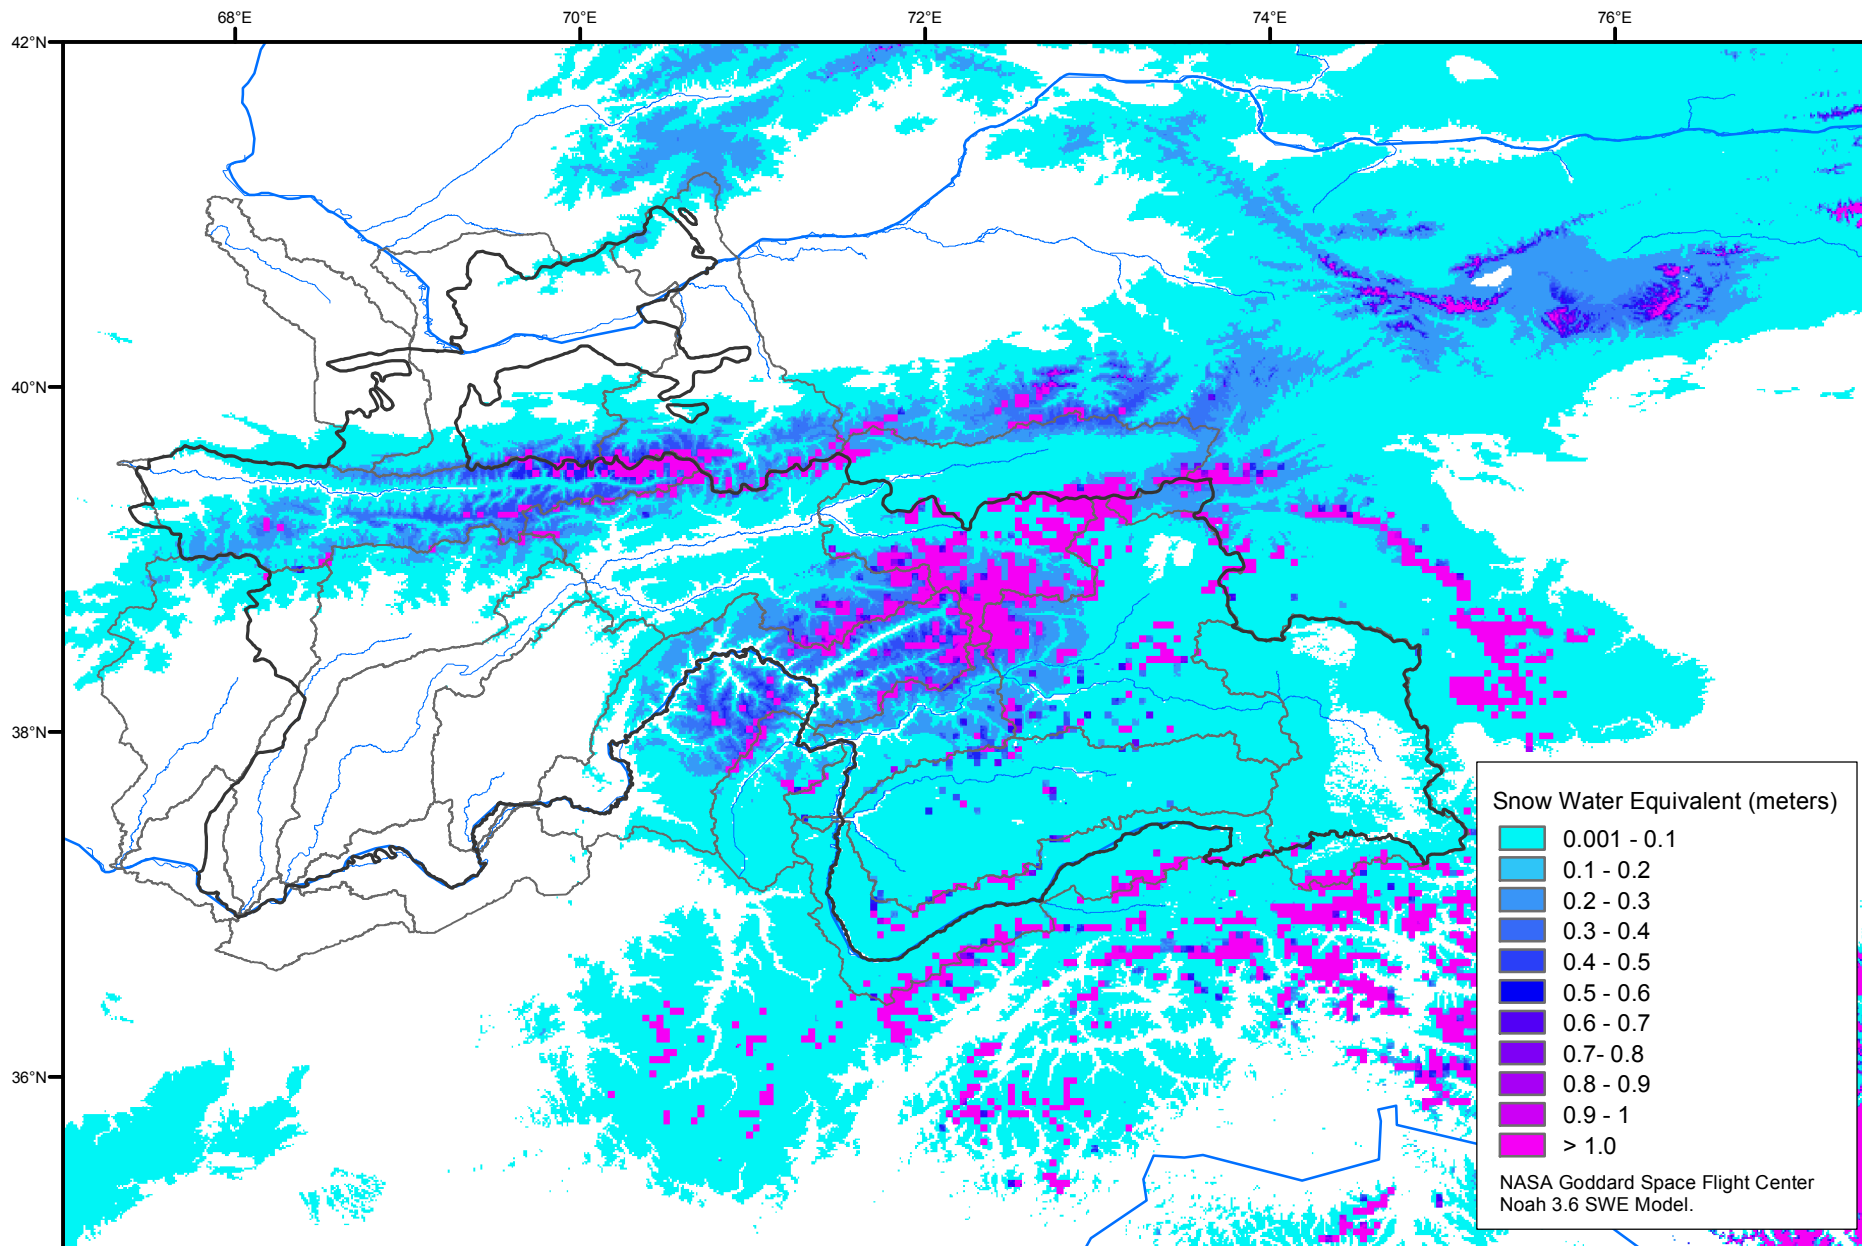 68°E 70°E 72°E 74°E 76°E
42°N
40°N
38°N
36°N
Snow Water Equivalent (meters)
0.001 - 0.1
0.1 - 0.2
0.2 - 0.3
0.3 - 0.4
0.4 - 0.5
0.5 - 0.6
0.6 - 0.7
0.7- 0.8
0.8 - 0.9
0.9 - 1
> 1.0
NASA Goddard Space Flight Center
Noah 3.6 SWE Model.